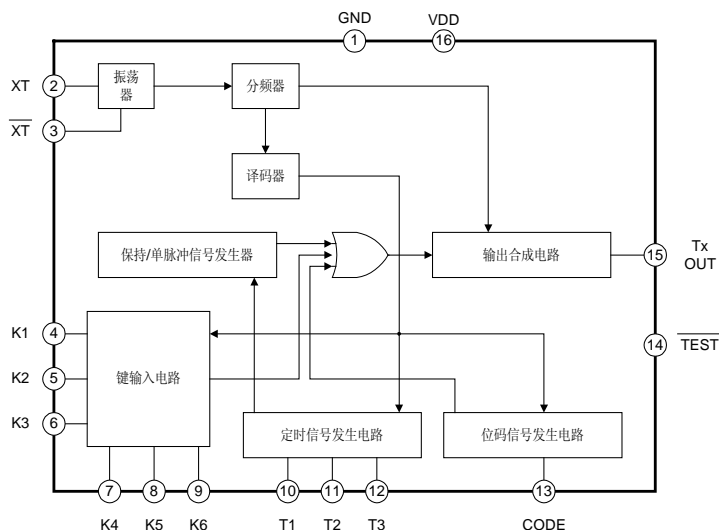 GND
VDD
1
16
XT
2
振荡
器
分频器
XT
3
译码器
保持/单脉冲信号发生器
输出合成电路
15
Tx
OUT
K1
4
14
TEST
K2
5
键输入电路
K3
6
定时信号发生电路
位码信号发生电路
7
8
9
10
11
12
13
K4
K5
K6
T1
T2
T3
CODE